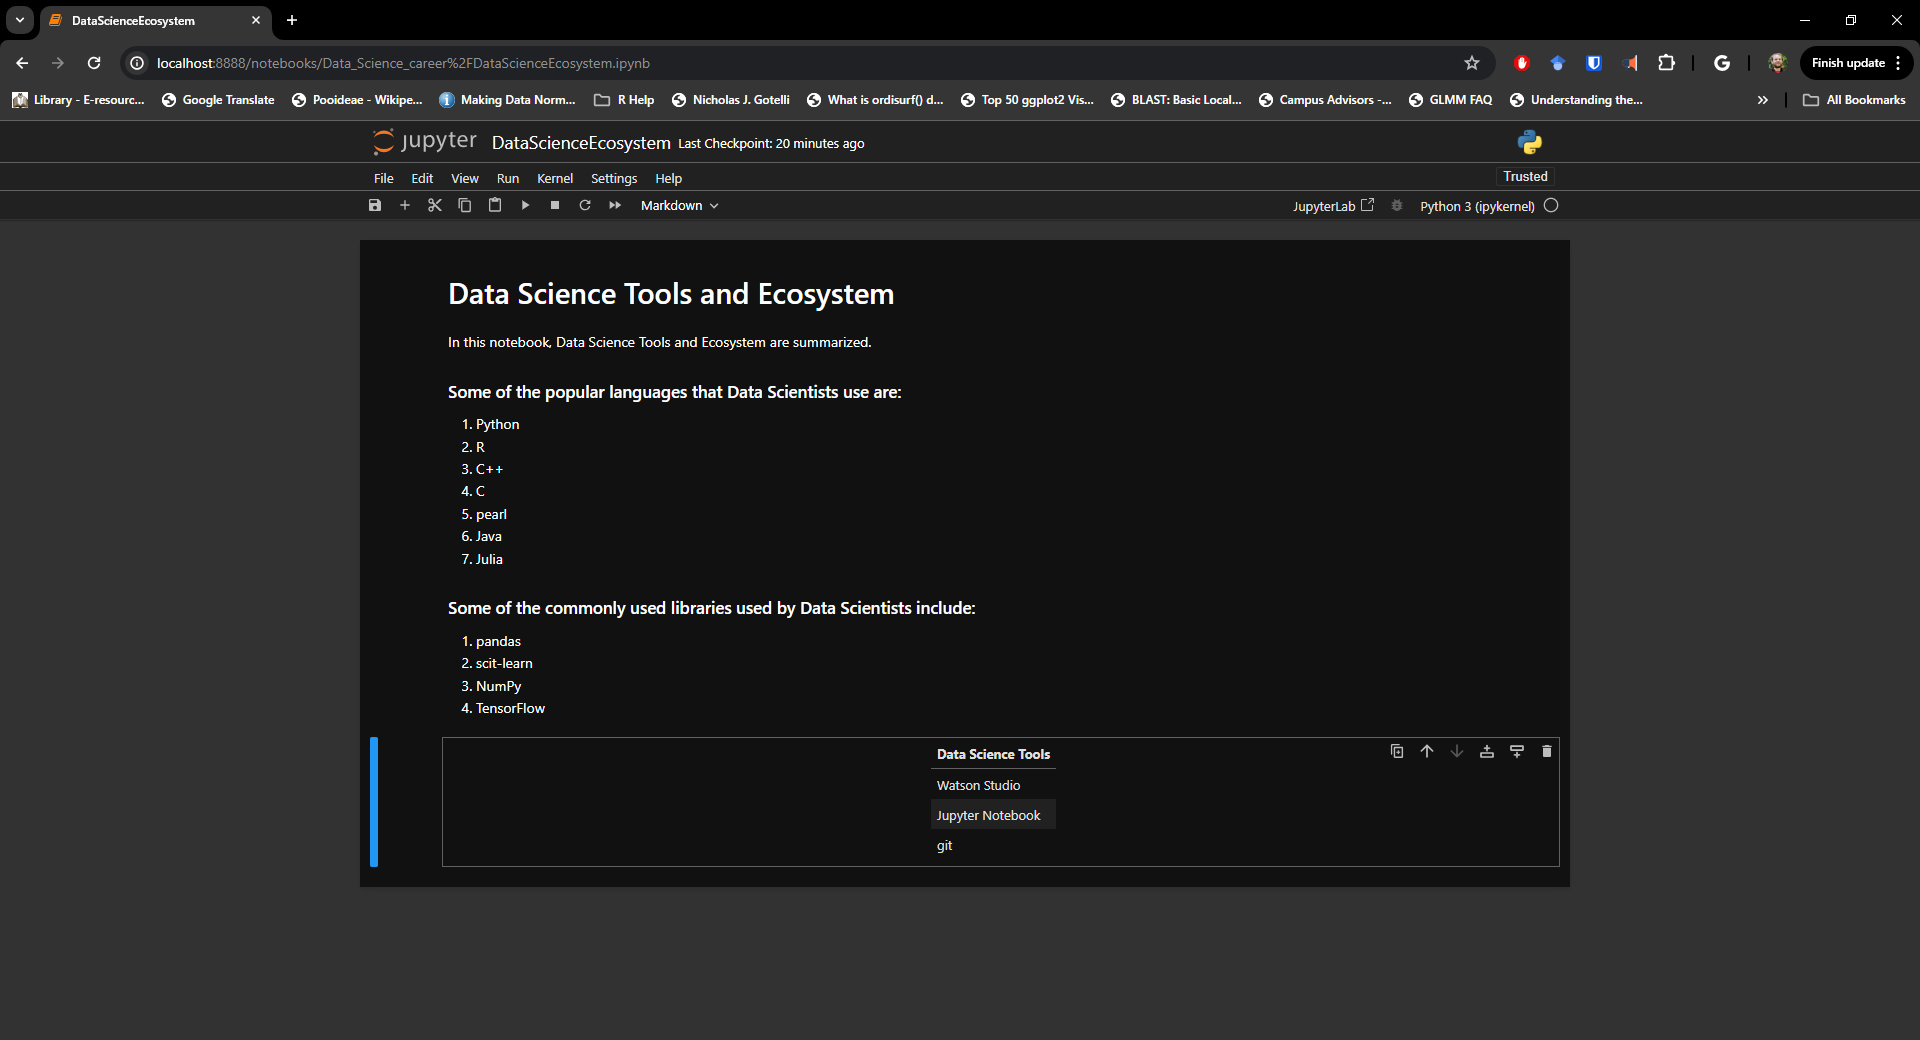 DataScienceEcosystem
localhost:8888/notebooks/Data_Science_career%2FDataScienceEcosystem.ipynb
Finish update
Library - E-resourc... Google Translate Pooideae - Wikipe... Making Data Norm... R Help Nicholas J. Gotelli What is ordisurf() d... Top 50 ggplot2 Vis... BLAST: Basic Local... Campus Advisors -... GLMM FAQ Understanding the... All Bookmarks
jupyter DataScienceEcosystem Last Checkpoint: 20 minutes ago
File Edit View Run Kernel Settings Help Trusted
Markdown JupyterLab Python 3 (ipykernel)
Data Science Tools and Ecosystem
In this notebook, Data Science Tools and Ecosystem are summarized.
Some of the popular languages that Data Scientists use are:
1. Python
2. R
3. C++
4. C
5. pearl
6. Java
7. Julia
Some of the commonly used libraries used by Data Scientists include:
1. pandas
2. scit-learn
3. NumPy
4. TensorFlow
Data Science Tools
Watson Studio
Jupyter Notebook
git